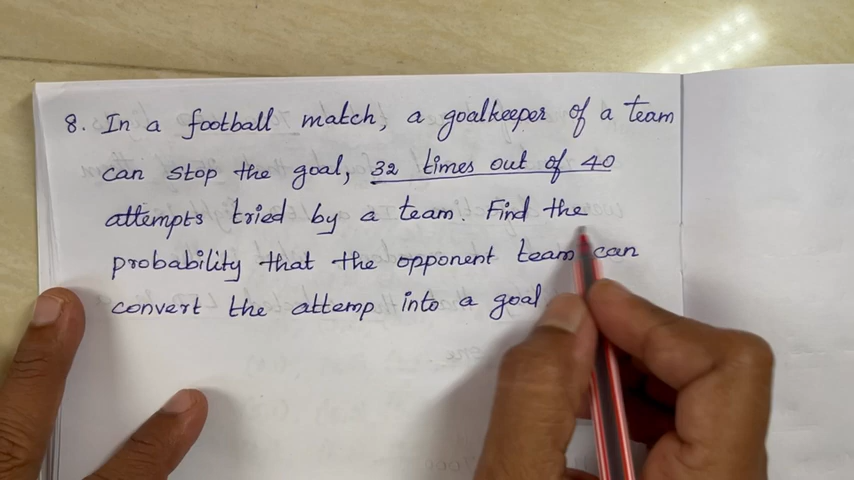 8. In a football match, a goalkeeper of a team
can stop the goal, 32 times out of 40
attempts tried by a team. Find the
probability that the opponent team can
convert the attemp into a goal.